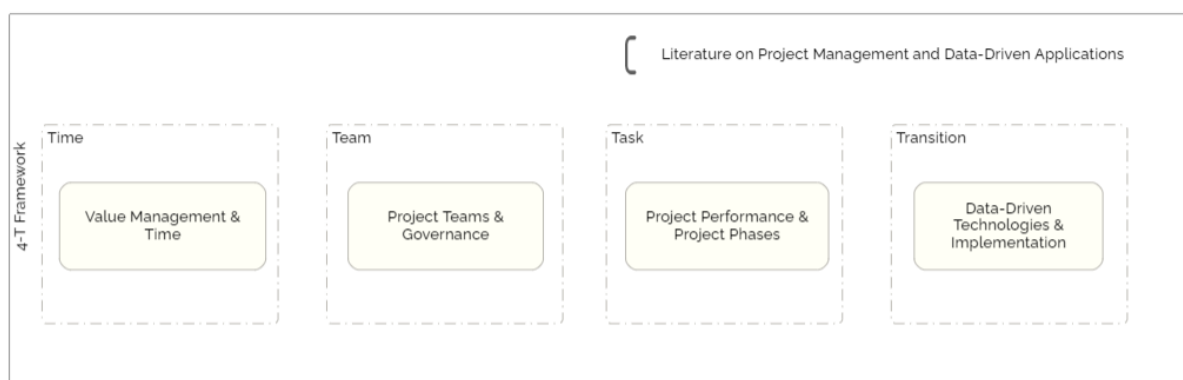 Literature on Project Management and Data-Driven Applications
4-T Framework
Time
Value Management &
Time
Team
Project Teams &
Governance
Task
Project Performance &
Project Phases
Transition
Data-Driven
Technologies &
Implementation